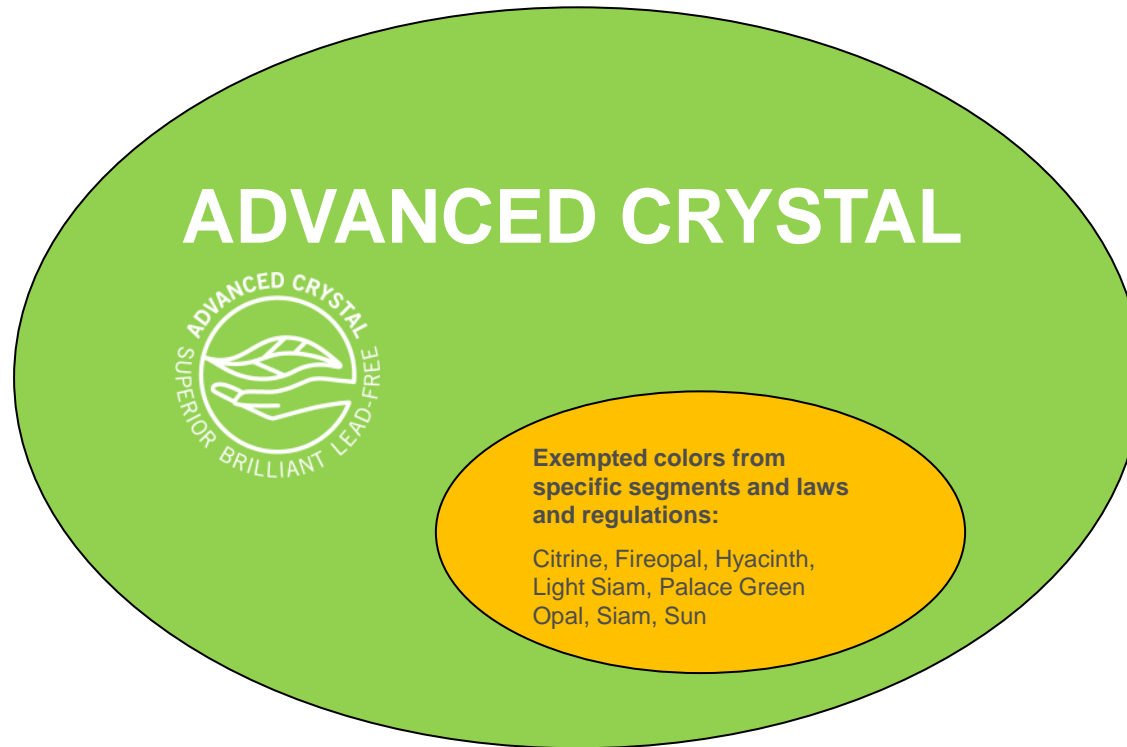 ADVANCED CRYSTAL
ADVANCED CRYSTAL
SUPERIOR BRILLIANT LEAD-FREE
Exempted colors from
specific segments and laws
and regulations:
Citrine, Fireopal, Hyacinth,
Light Siam, Palace Green
Opal, Siam, Sun